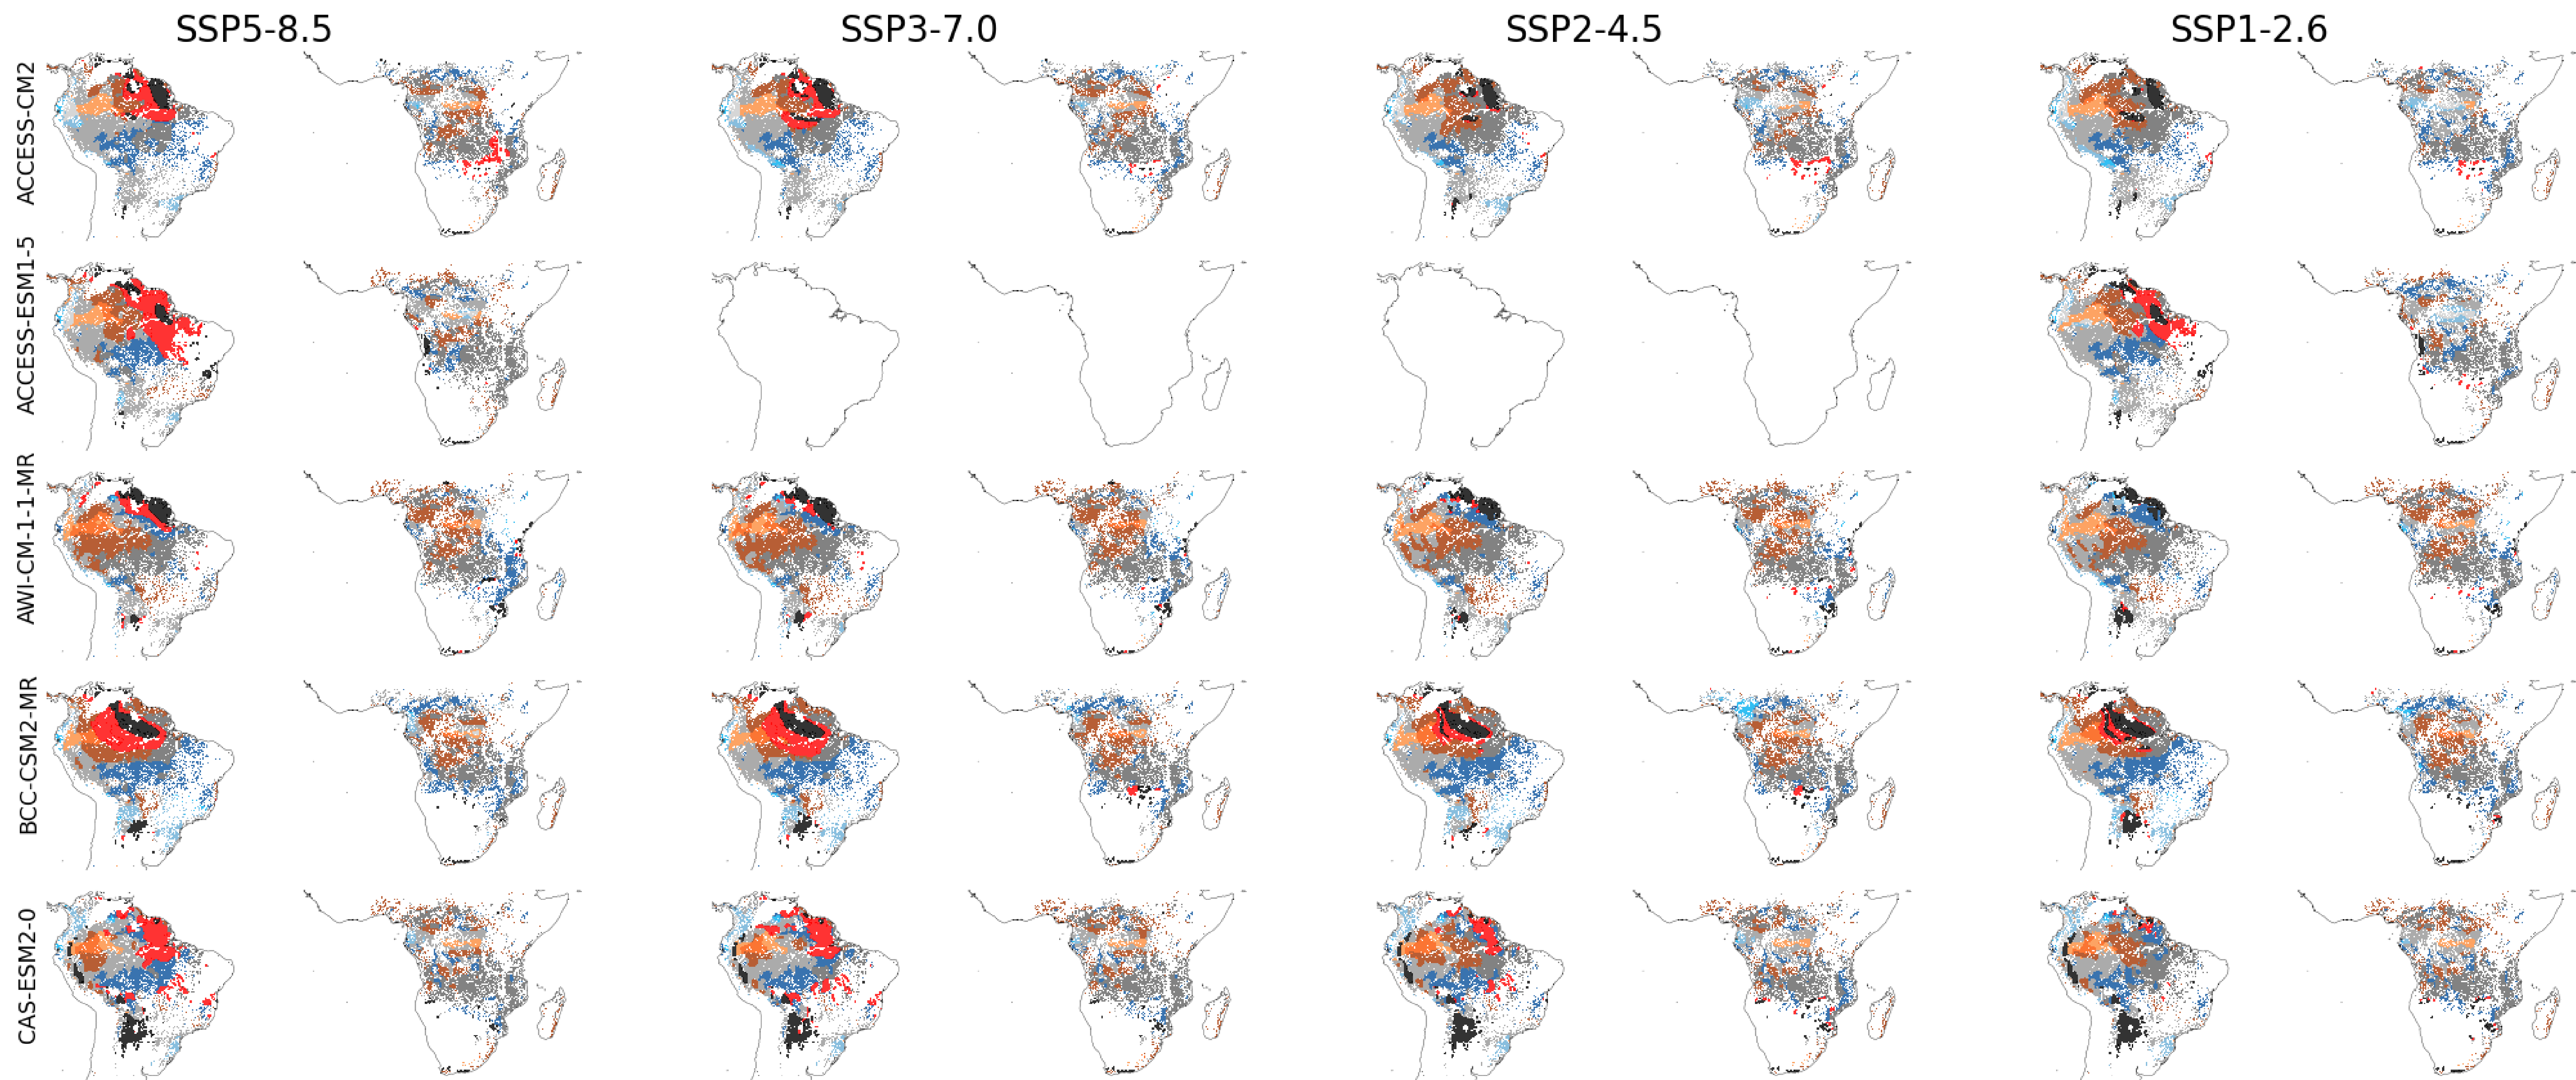 SSP5-8.5 SSP3-7.0 SSP2-4.5 SSP1-2.6
ACCESS-CM2
ACCESS-ESM1-5
AWI-CM-1-1-MR
BCC-CSM2-MR
CAS-ESM2-0